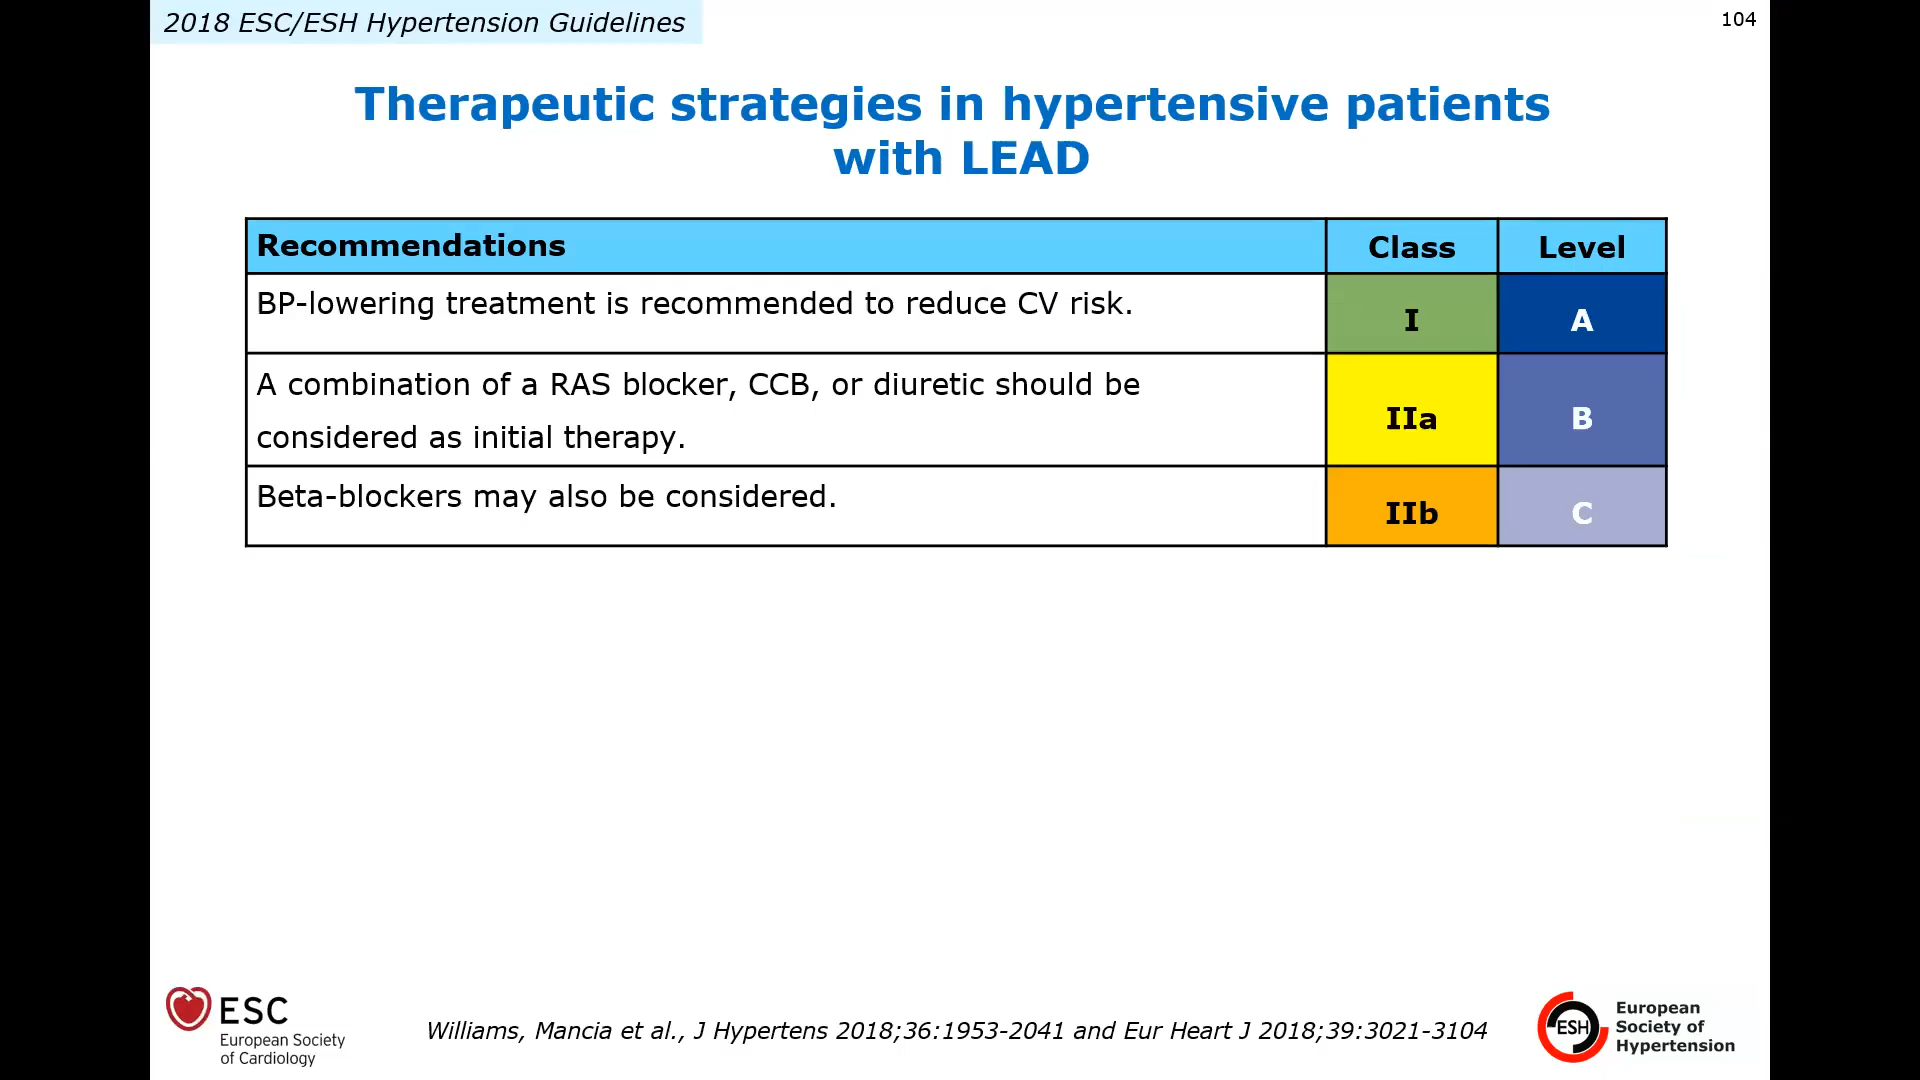 2018 ESC/ESH Hypertension Guidelines
104
Therapeutic strategies in hypertensive patients
with LEAD
Recommendations Class Level
BP-lowering treatment is recommended to reduce CV risk. I A
A combination of a RAS blocker, CCB, or diuretic should be
considered as initial therapy. IIa B
Beta-blockers may also be considered. IIb C
ESC
European Society
of Cardiology
Williams, Mancia et al., J Hypertens 2018;36:1953-2041 and Eur Heart J 2018;39:3021-3104
ESH
European
Society of
Hypertension